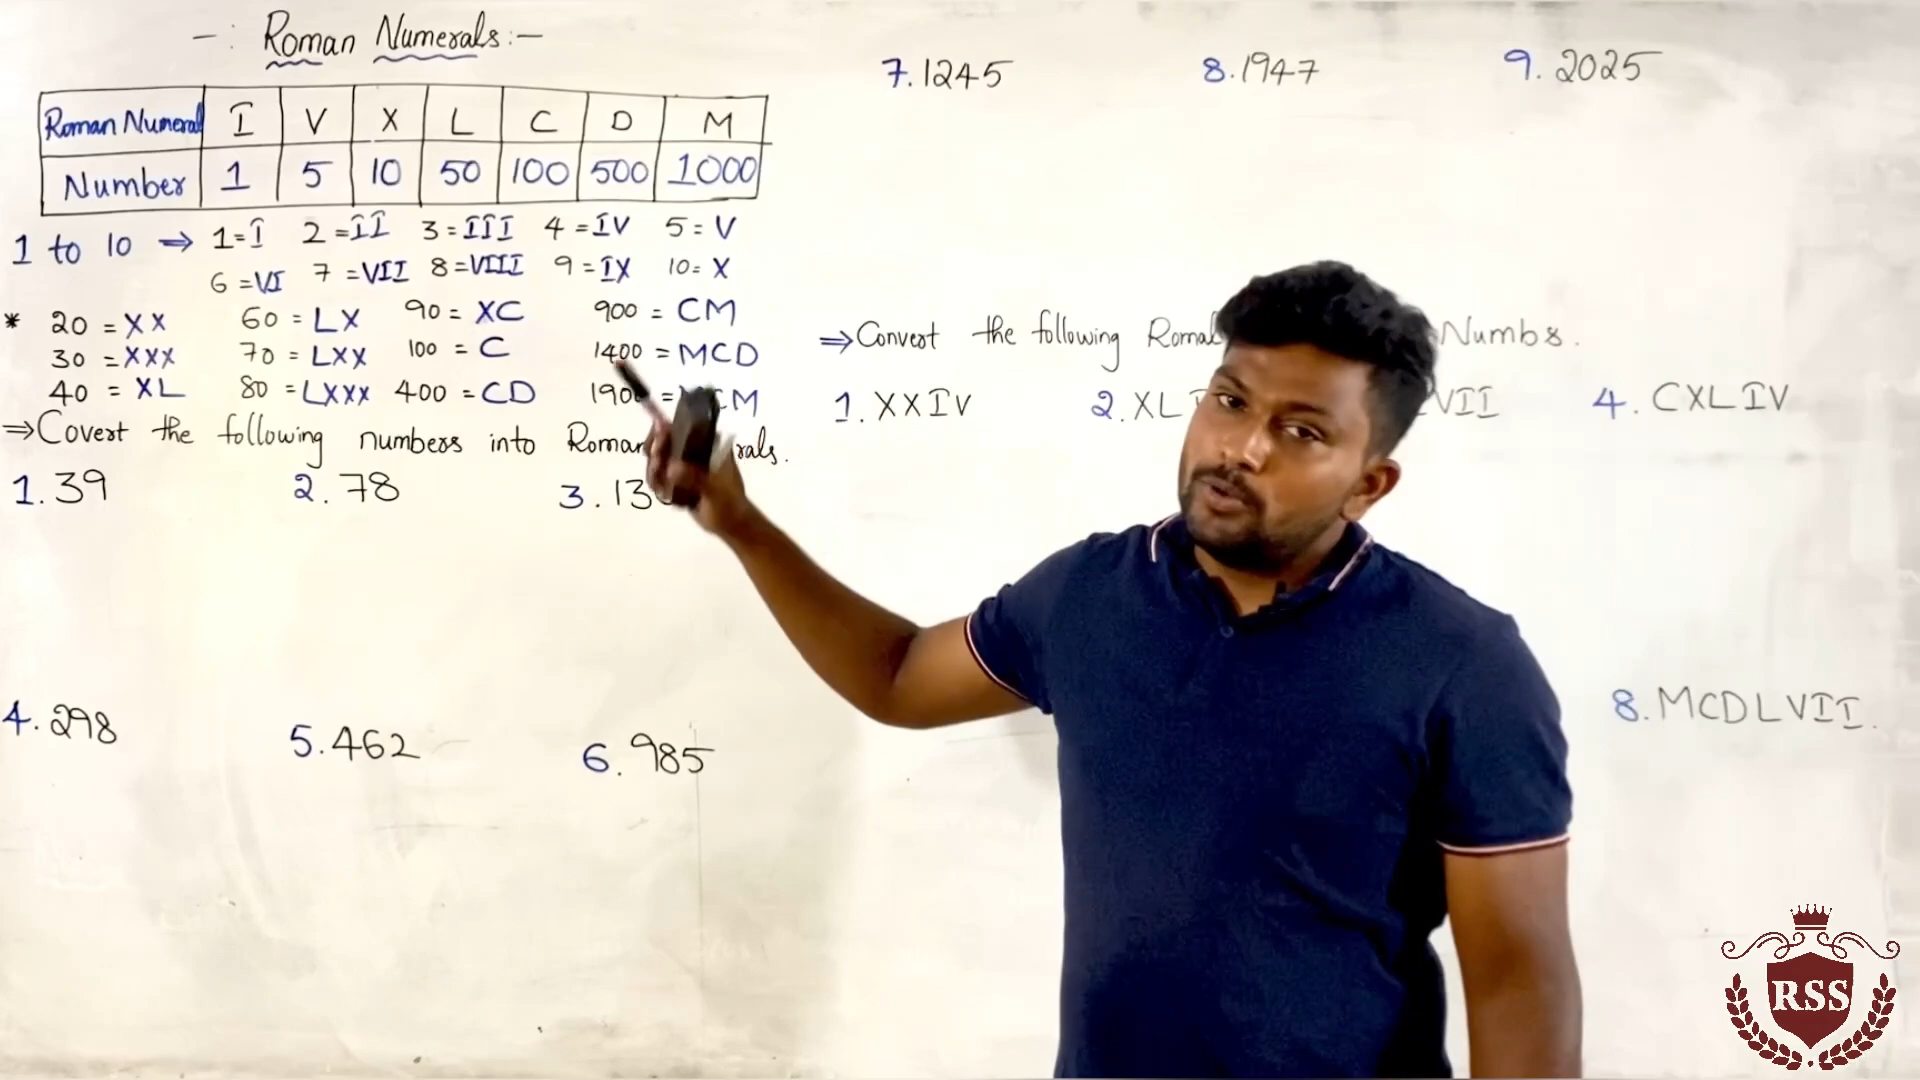 -: Roman Numerals:-
Roman Numeral I V X L C D M
Number 1 5 10 50 100 500 1000
1 to 10 ⇒ 1=I 2=II 3=III 4=IV 5=V
6=VI 7=VII 8=VIII 9=IX 10=X
* 20=XX 60=LX 90=XC 900=CM
30=XXX 70=LXX 100=C 1400=MCD
40=XL 80=LXXX 400=CD =
⇒Covert the following numbers into Roman
1.39 2.78 3.
4.298 5.462 6.985
7.1245 8.1947 9.2025
⇒Convert the following Numbs.
1.XXIV 2. 4.CXLIV
8.MCDLVII.
RSS